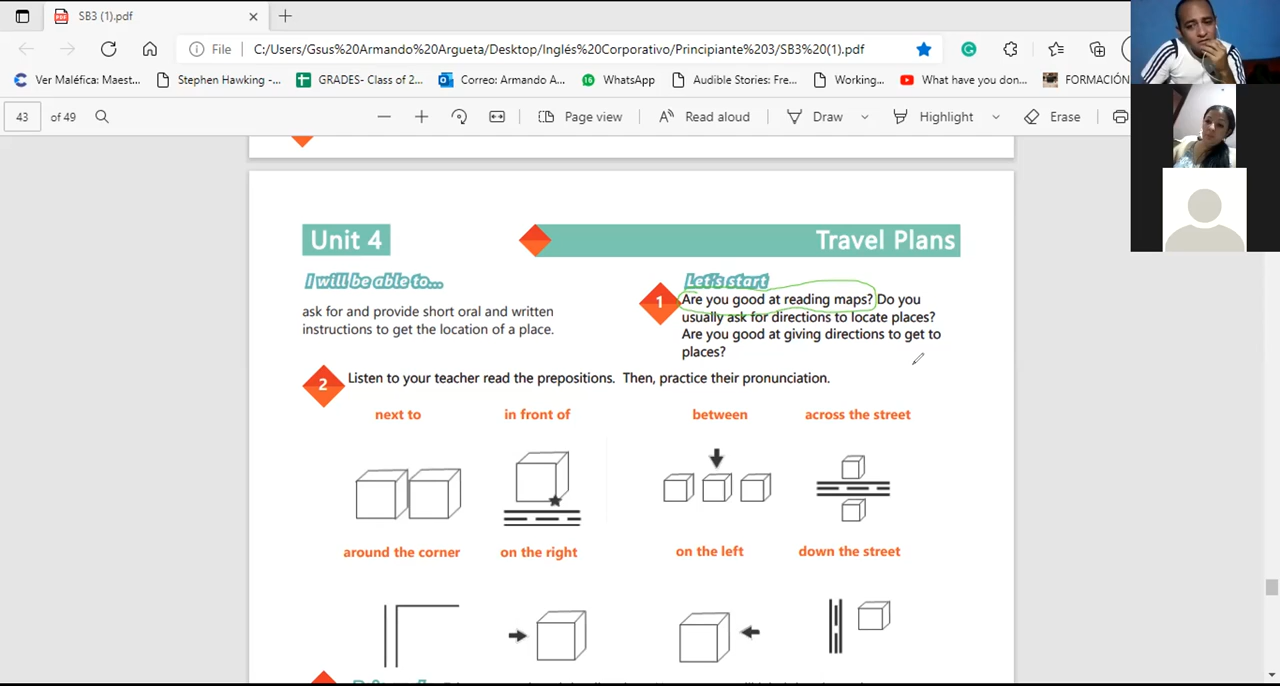 SB3 (1).pdf
File
C:/Users/Gsus%20Armando%20Argueta/Desktop/Inglés%20Corporativo/Principiante%203/SB3%20(1).pdf
Ver Maléfica: Maest...
Stephen Hawking -...
GRADES- Class of 2...
Correo: Armando A...
WhatsApp
Audible Stories: Fre...
Working...
What have you don...
FORMACIÓN
43 of 49
Page view
Read aloud
Draw
Highlight
Erase
Unit 4
Travel Plans
I will be able to...
ask for and provide short oral and written
instructions to get the location of a place.
Let's start
1
Are you good at reading maps? Do you
usually ask for directions to locate places?
Are you good at giving directions to get to
places?
2
Listen to your teacher read the prepositions. Then, practice their pronunciation.
next to
in front of
between
across the street
around the corner
on the right
on the left
down the street